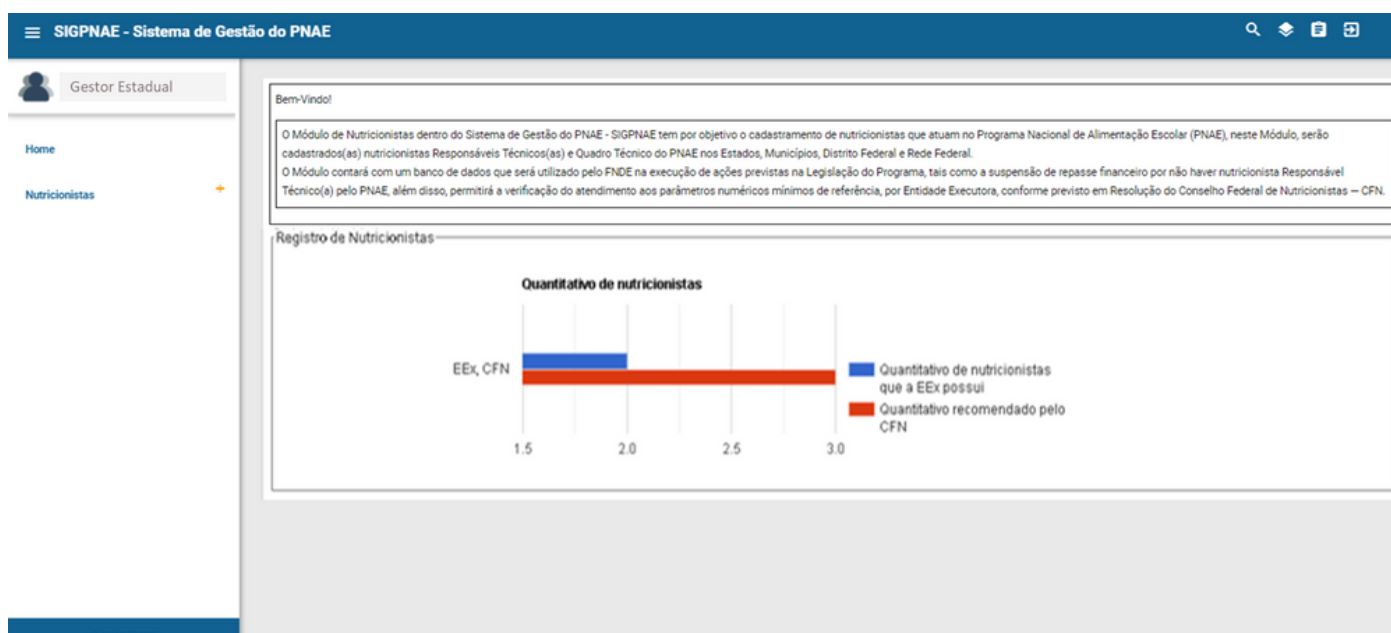 SIGPNAE - Sistema de Gestão do PNAE
Gestor Estadual
Home
Nutricionistas +
Bem-Vindo!
O Módulo de Nutricionistas dentro do Sistema de Gestão do PNAE - SIGPNAE tem por objetivo o cadastramento de nutricionistas que atuam no Programa Nacional de Alimentação Escolar (PNAE), neste Módulo, serão
cadastrados(as) nutricionistas Responsáveis Técnicos(as) e Quadro Técnico do PNAE nos Estados, Municípios, Distrito Federal e Rede Federal.
O Módulo contará com um banco de dados que será utilizado pelo FNDE na execução de ações previstas na Legislação do Programa, tais como a suspensão de repasse financeiro por não haver nutricionista Responsável
Técnico(a) pelo PNAE, além disso, permitirá a verificação do atendimento aos parâmetros numéricos mínimos de referência, por Entidade Executora, conforme previsto em Resolução do Conselho Federal de Nutricionistas — CFN.
Registro de Nutricionistas
Quantitativo de nutricionistas
EEx, CFN
Quantitativo de nutricionistas
que a EEx possui
Quantitativo recomendado pelo
CFN
1.5 2.0 2.5 3.0